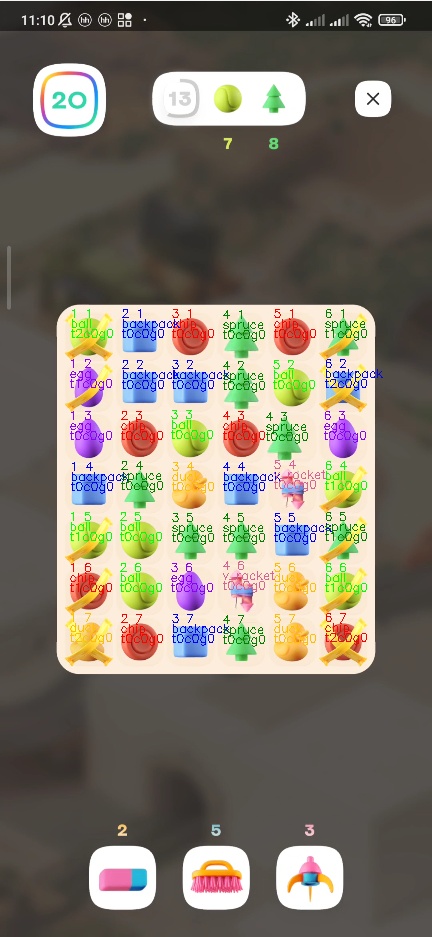 11:10 hh hh 96
20 13
7 8
1 1 2 1 3 1 4 1 5 1 6 1
ball backpack chip spruce chip spruce
t2c0g0 t0c0g0 t0c0g0 t0c0g0 t0c0g0 t1c0g0
1 2 2 2 3 2 4 2 5 2 6 2
egg backpack backpack spruce ball backpack
t1c0g0 t0c0g0 t0c0g0 t0c0g0 t0c0g0
1 3 2 3 3 3 4 3 4 3 6 3
egg chip ball chip spruce egg
t0c0g0 t0c0g0 t0c0g0 t0c0g0 t0c0g0 t0c0g0
1 4 2 4 3 4 4 4 5 4 6 4
backpack spruce duck backpack ball
t0c0g0 t0c0g0 t0c0g0 t0c0g0 t0c0g0 t1c0g0
1 5 2 5 3 5 4 5 5 5 6 5
ball ball spruce spruce backpack spruce
t1c0g0 t0c0g0 t0c0g0 t0c0g0 t0c0g0 t1c0g0
1 6 2 6 3 6 4 6 5 6 6 6
chip ball egg v_rocket duck ball
t1c0g0 t0c0g0 t0c0g0 t0c0g0 t0c0g0 t1c0g0
1 7 2 7 3 7 4 7 5 7 6 7
duck chip backpack spruce duck chip
t2c0g0 t0c0g0 t0c0g0 t0c0g0 t0c0g0 t2c0g0
2 5 3